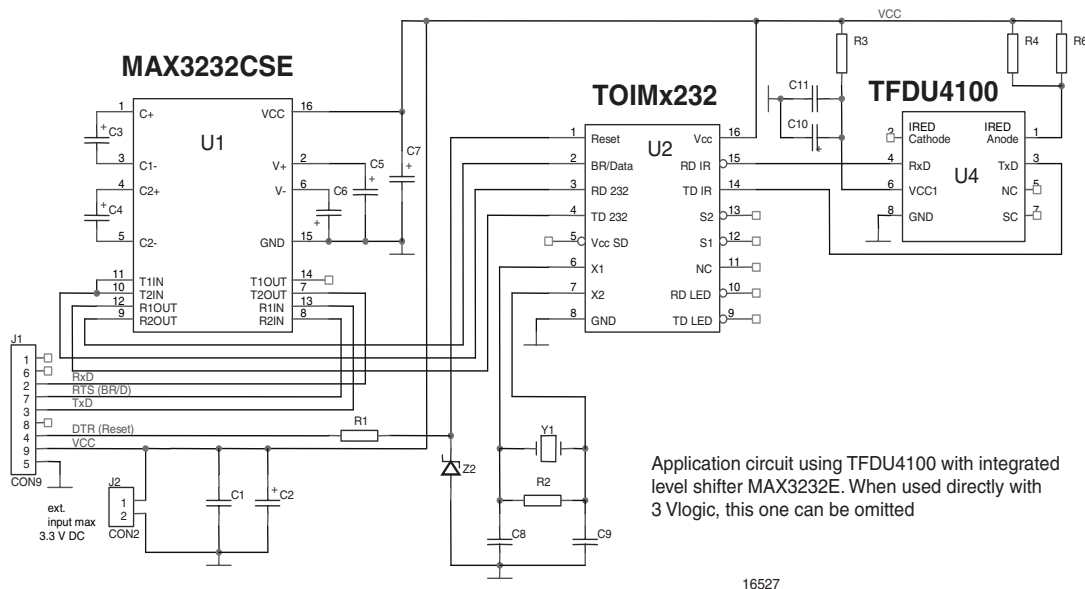 VCC
R3
R4
R6
MAX3232CSE
TOIMx232
TFDU4100
C11
C10
1 C+ VCC 16
U1
C3
3 C1-
V+ 2
C5
C7
4 C2+
V- 6
C6
C4
5 C2-
GND 15
11 T1IN T1OUT 14
10 T2IN T2OUT 7
12 R1OUT R1IN 13
9 R2OUT R2IN 8
1 Reset Vcc 16
U2
2 BR/Data RD IR 15
3 RD 232 TD IR 14
4 TD 232 S2 13
5 Vcc SD S1 12
6 X1 NC 11
7 X2 RD LED 10
8 GND TD LED 9
2 IRED Cathode
IRED Anode 1
4 RxD TxD 3
U4
6 VCC1 NC 5
8 GND SC 7
J1
1
6
2 RxD
7 RTS (BR/D)
3 TxD
8
4 DTR (Reset)
9 VCC
5
CON9
R1
Z2
Y1
R2
C8
C9
J2
1
2
CON2
C1
C2
ext.
input max
3.3 V DC
Application circuit using TFDU4100 with integrated
level shifter MAX3232E. When used directly with
3 Vlogic, this one can be omitted
16527